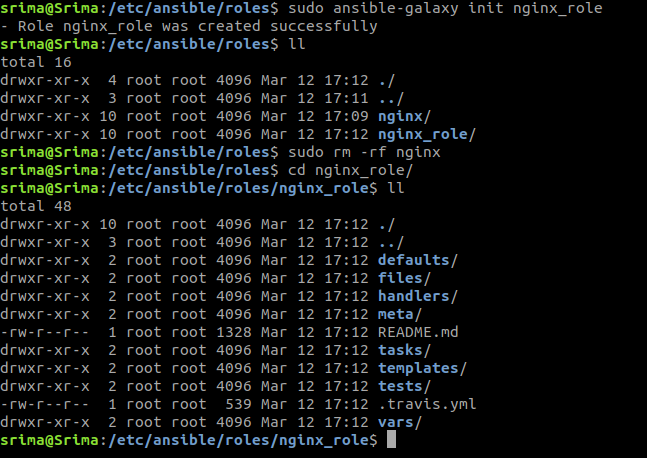 srima@Srima:/etc/ansible/roles$ sudo ansible-galaxy init nginx_role
- Role nginx_role was created successfully
srima@Srima:/etc/ansible/roles$ ll
total 16
drwxr-xr-x  4 root root 4096 Mar 12 17:12 ./
drwxr-xr-x  3 root root 4096 Mar 12 17:11 ../
drwxr-xr-x 10 root root 4096 Mar 12 17:09 nginx/
drwxr-xr-x 10 root root 4096 Mar 12 17:12 nginx_role/
srima@Srima:/etc/ansible/roles$ sudo rm -rf nginx
srima@Srima:/etc/ansible/roles$ cd nginx_role/
srima@Srima:/etc/ansible/roles/nginx_role$ ll
total 48
drwxr-xr-x 10 root root 4096 Mar 12 17:12 ./
drwxr-xr-x  3 root root 4096 Mar 12 17:12 ../
drwxr-xr-x  2 root root 4096 Mar 12 17:12 defaults/
drwxr-xr-x  2 root root 4096 Mar 12 17:12 files/
drwxr-xr-x  2 root root 4096 Mar 12 17:12 handlers/
drwxr-xr-x  2 root root 4096 Mar 12 17:12 meta/
-rw-r--r--  1 root root 1328 Mar 12 17:12 README.md
drwxr-xr-x  2 root root 4096 Mar 12 17:12 tasks/
drwxr-xr-x  2 root root 4096 Mar 12 17:12 templates/
drwxr-xr-x  2 root root 4096 Mar 12 17:12 tests/
-rw-r--r--  1 root root  539 Mar 12 17:12 .travis.yml
drwxr-xr-x  2 root root 4096 Mar 12 17:12 vars/
srima@Srima:/etc/ansible/roles/nginx_role$